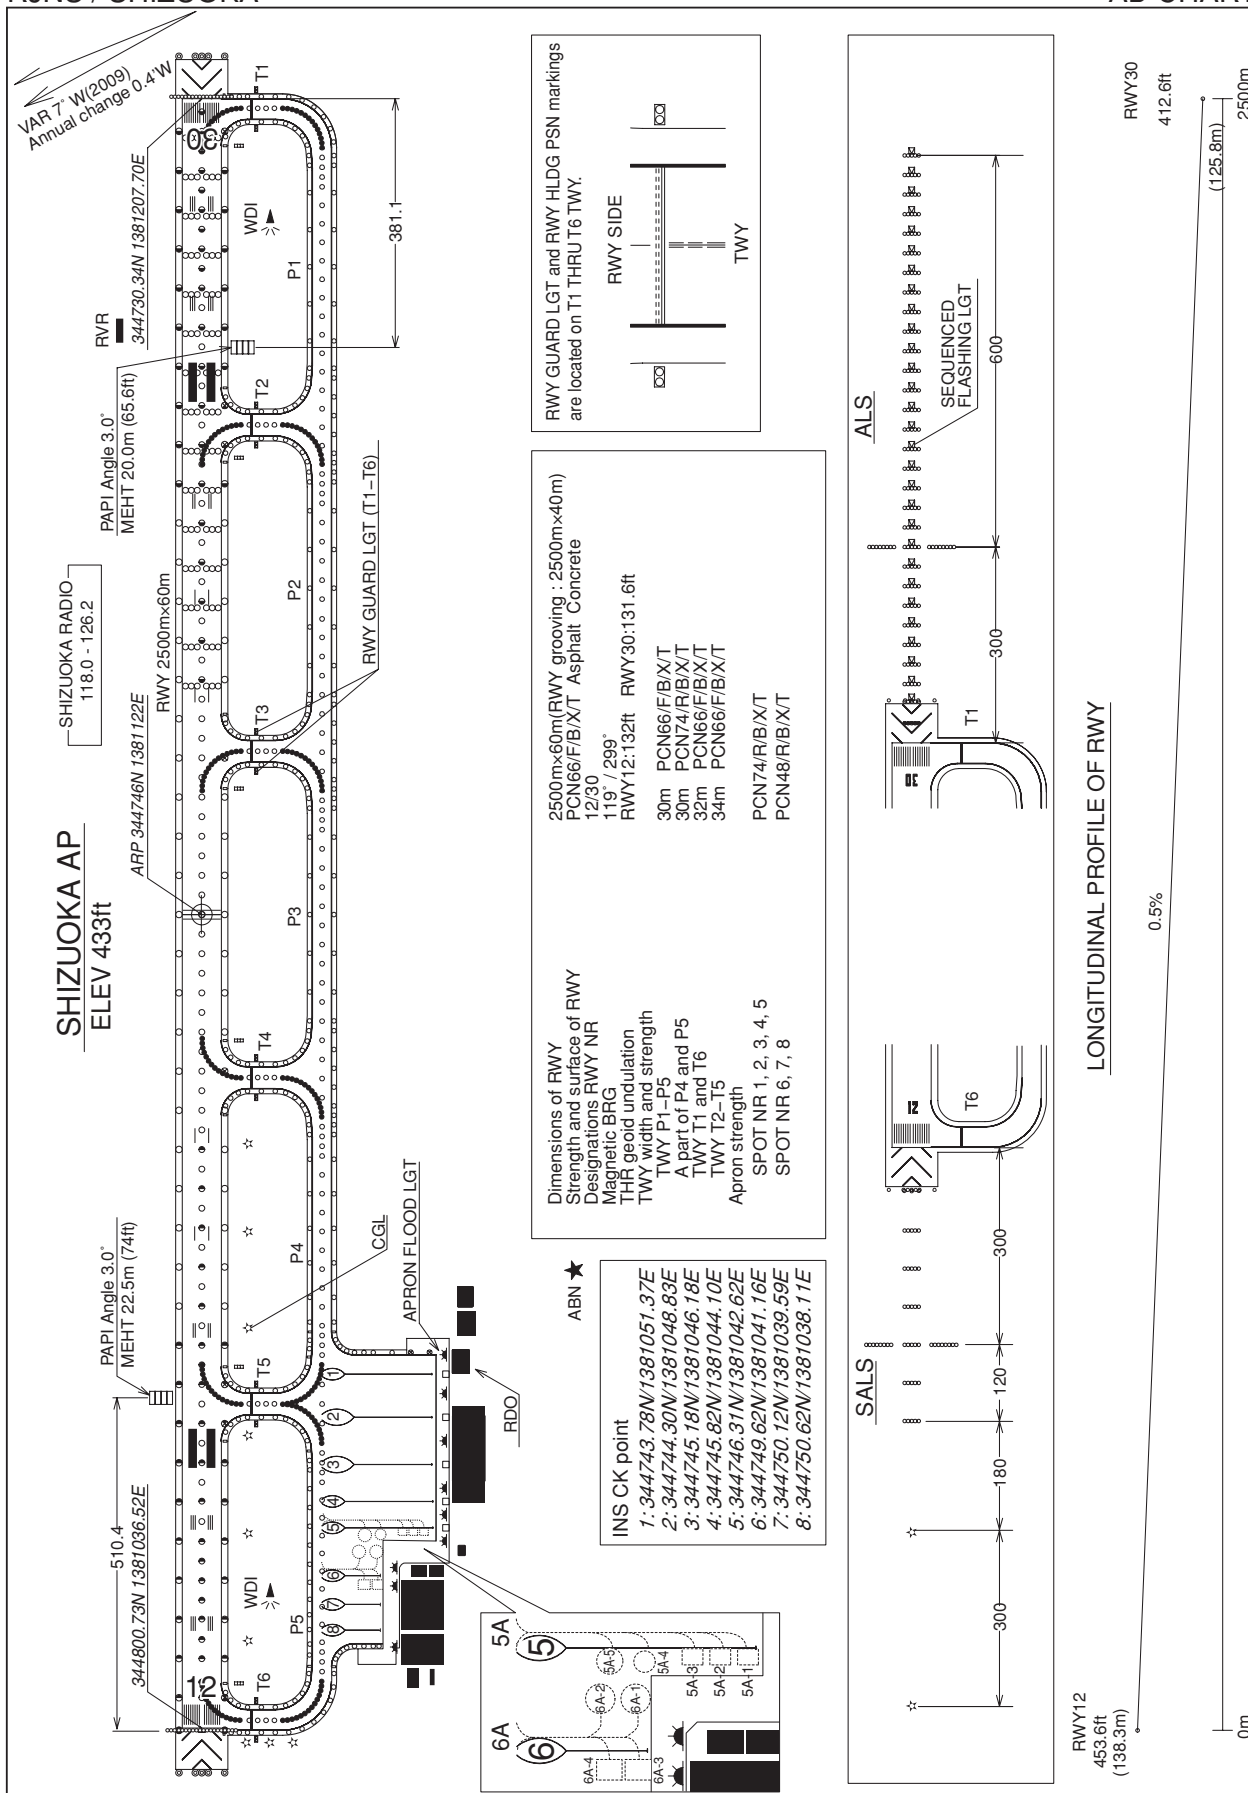 SHIZUOKA AP
ELEV 433ft
SHIZUOKA RADIO
118.0 - 126.2
VAR 7° W(2009)
Annual change 0.4'W
510.4
PAPI Angle 3.0°
MEHT 22.5m (74ft)
344800.73N 1381036.52E
ARP 344746N 1381122E
RWY 2500m×60m
PAPI Angle 3.0°
MEHT 20.0m (65.6ft)
RVR
344730.34N 1381207.70E
12
30
T6
T5
T4
T3
T2
T1
WDI
WDI
P5
P4
P3
P2
P1
381.1
CGL
RWY GUARD LGT (T1-T6)
APRON FLOOD LGT
8
7
6
5
4
3
2
1
RDO
ABN
6A
6
5A
5
6A-4
6A-3
6A-2
6A-1
5A-5
5A-4
5A-3
5A-2
5A-1
INS CK point
1:344743.78N/1381051.37E
2:344744.30N/1381048.83E
3:344745.18N/1381046.18E
4:344745.82N/1381044.10E
5:344746.31N/1381042.62E
6:344749.62N/1381041.16E
7:344750.12N/1381039.59E
8:344750.62N/1381038.11E
Dimensions of RWY 2500m×60m(RWY grooving : 2500m×40m)
Strength and surface of RWY PCN66/F/B/X/T Asphalt Concrete
Designations RWY NR 12/30
Magnetic BRG 119° / 299°
THR geoid undulation RWY12:132ft RWY30:131.6ft
TWY width and strength
TWY P1-P5 30m PCN66/F/B/X/T
A part of P4 and P5 30m PCN74/R/B/X/T
TWY T1 and T6 32m PCN66/F/B/X/T
TWY T2-T5 34m PCN66/F/B/X/T
Apron strength
SPOT NR 1, 2, 3, 4, 5 PCN74/R/B/X/T
SPOT NR 6, 7, 8 PCN48/R/B/X/T
RWY GUARD LGT and RWY HLDG PSN markings
are located on T1 THRU T6 TWY.
RWY SIDE
TWY
SALS
300
180
120
300
12
T6
ALS
30
T1
300
600
SEQUENCED
FLASHING LGT
LONGITUDINAL PROFILE OF RWY
RWY12
453.6ft
(138.3m)
0.5%
RWY30
412.6ft
(125.8m)
0m
2500m